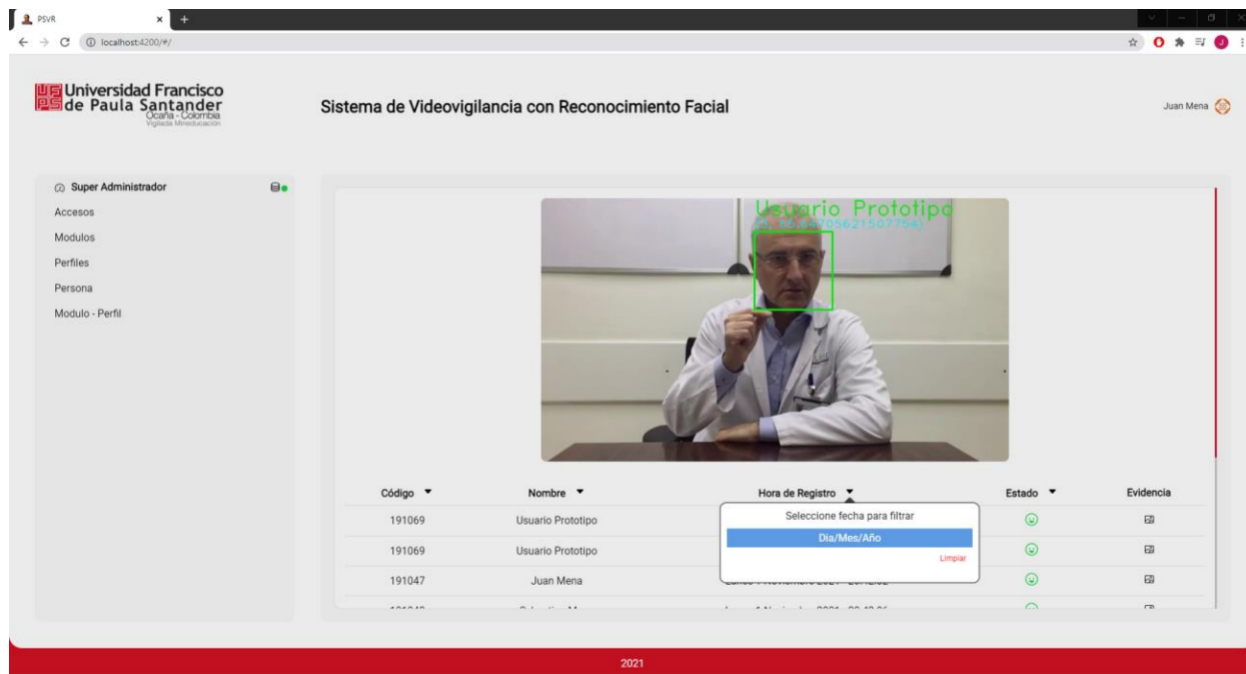 PSVR
localhost:4200/#/
Universidad Francisco
de Paula Santander
Ocaña - Colombia
Vigilada Mineducación
Sistema de Videovigilancia con Reconocimiento Facial
Juan Mena
Super Administrador
Accesos
Modulos
Perfiles
Persona
Modulo - Perfil
Usuario Prototipo
Código Nombre Hora de Registro Estado Evidencia
191069 Usuario Prototipo
Seleccione fecha para filtrar
Dia/Mes/Año
191069 Usuario Prototipo
Limpiar
191047 Juan Mena
2021